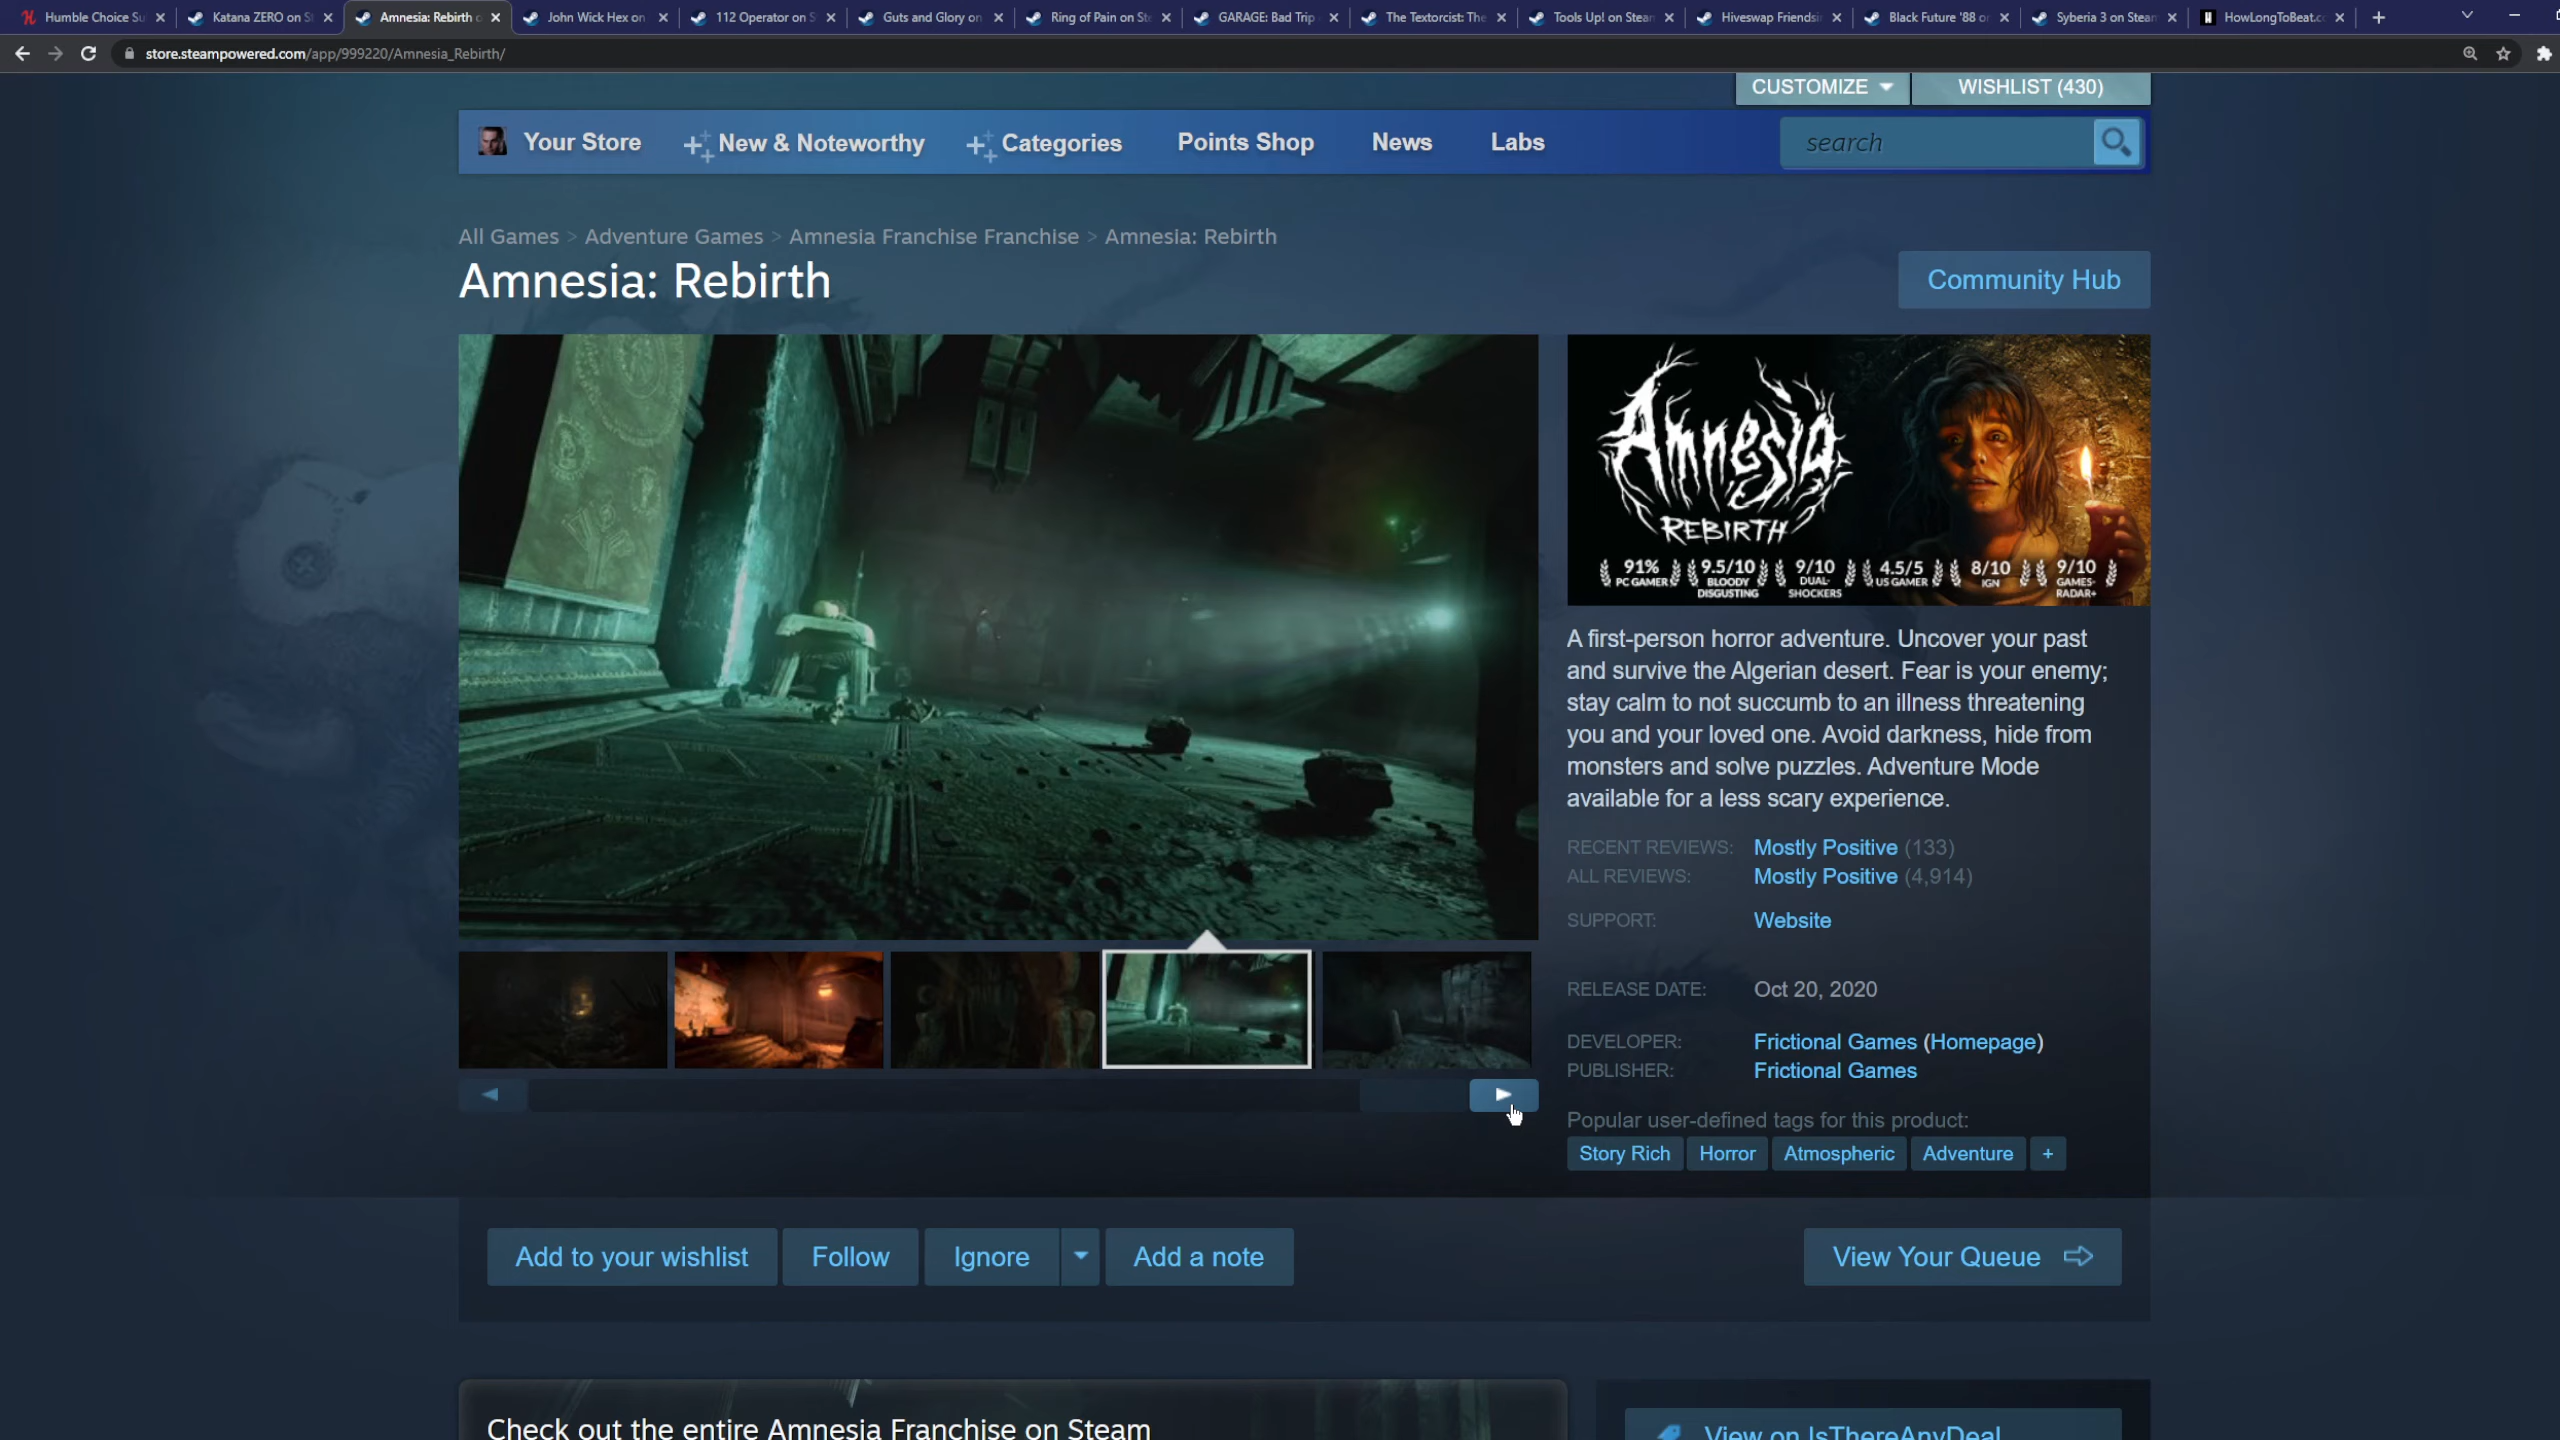 Humble Choice Su
Katana ZERO on St
Amnesia: Rebirth o
John Wick Hex on
112 Operator on S
Guts and Glory on
Ring of Pain on Ste
GARAGE: Bad Trip
The Textorcist: The
Tools Up! on Steam
Hiveswap Friendsi
Black Future '88 on
Syberia 3 on Steam
HowLongToBeat.c
store.steampowered.com/app/999220/Amnesia_Rebirth/
CUSTOMIZE
WISHLIST (430)
Your Store
New & Noteworthy
Categories
Points Shop
News
Labs
search
All Games > Adventure Games > Amnesia Franchise Franchise > Amnesia: Rebirth
Amnesia: Rebirth
Community Hub
Amnesia
REBIRTH
91% PC GAMER
9.5/10 BLOODY DISGUSTING
9/10 DUAL-SHOCKERS
4.5/5 US GAMER
8/10 IGN
9/10 GAMES-RADAR+
A first-person horror adventure. Uncover your past
and survive the Algerian desert. Fear is your enemy;
stay calm to not succumb to an illness threatening
you and your loved one. Avoid darkness, hide from
monsters and solve puzzles. Adventure Mode
available for a less scary experience.
RECENT REVIEWS: Mostly Positive (133)
ALL REVIEWS: Mostly Positive (4,914)
SUPPORT: Website
RELEASE DATE: Oct 20, 2020
DEVELOPER: Frictional Games (Homepage)
PUBLISHER: Frictional Games
Popular user-defined tags for this product:
Story Rich
Horror
Atmospheric
Adventure
+
Add to your wishlist
Follow
Ignore
Add a note
View Your Queue
Check out the entire Amnesia Franchise on Steam
View on IsThereAnyDeal